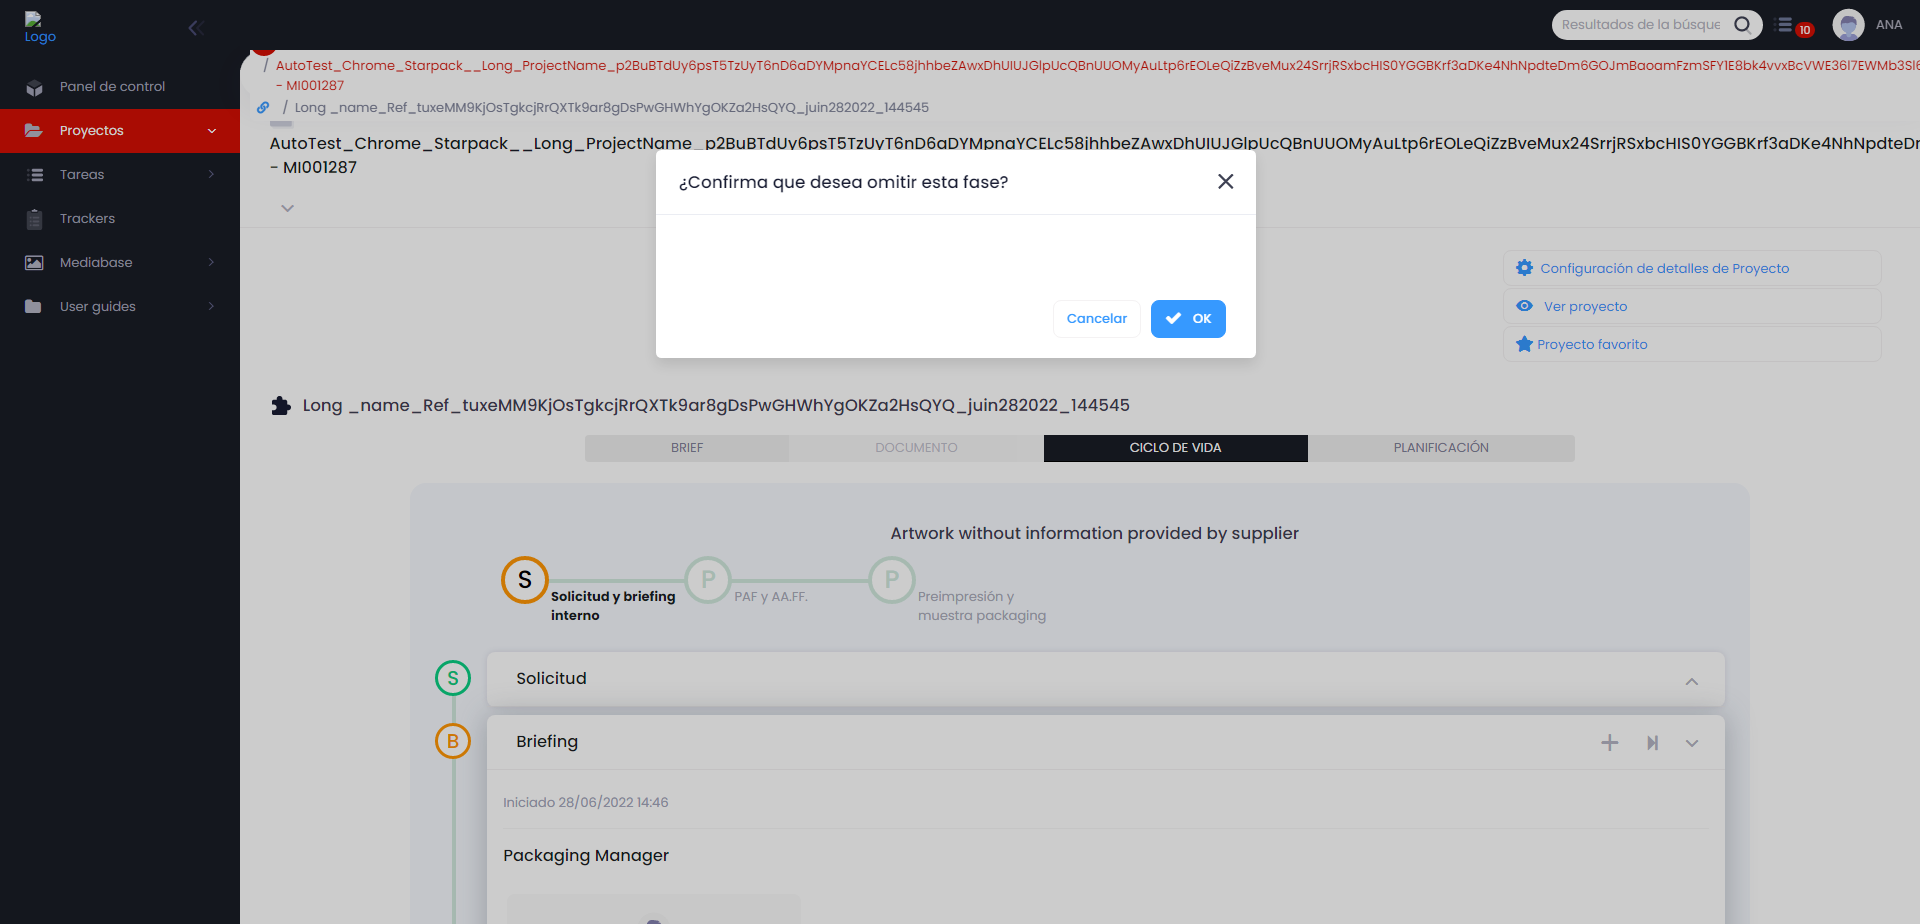 Logo
Resultados de la búsque
10
ANA
Panel de control
Proyectos
Tareas
Trackers
Mediabase
User guides
/ AutoTest_Chrome_Starpack__Long_ProjectName_p2BuBTdUy6psT5TzUyT6nD6aDYMpnaYCELc58jhhbeZAwxDhUIUJGlpUcQBnUUOMyAuLtp6rEOLeQiZzBveMux24SrrjRSxbcHIS0YGGBKrf3aDKe4NhNpdteDm6GOJmBaoamFzmSFY1E8bk4vvxBcVWE36I7EWMb3Sl6
- MI001287
/ Long _name_Ref_tuxeMM9KjOsTgkcjRrQXTk9ar8gDsPwGHWhYgOKZa2HsQYQ_juin282022_144545
AutoTest_Chrome_Starpack__Long_ProjectName_p2BuBTdUy6psT5TzUyT6nD6aDYMpnaYCELc58jhhbeZAwxDhUIUJGlpUcQBnUUOMyAuLtp6rEOLeQiZzBveMux24SrrjRSxbcHIS0YGGBKrf3aDKe4NhNpdteDm
- MI001287
¿Confirma que desea omitir esta fase?
Cancelar
OK
Configuración de detalles de Proyecto
Ver proyecto
Proyecto favorito
Long _name_Ref_tuxeMM9KjOsTgkcjRrQXTk9ar8gDsPwGHWhYgOKZa2HsQYQ_juin282022_144545
BRIEF
DOCUMENTO
CICLO DE VIDA
PLANIFICACIÓN
Artwork without information provided by supplier
S
P
P
Solicitud y briefing
interno
PAF y AA.FF.
Preimpresión y
muestra packaging
S
Solicitud
B
Briefing
Iniciado 28/06/2022 14:46
Packaging Manager